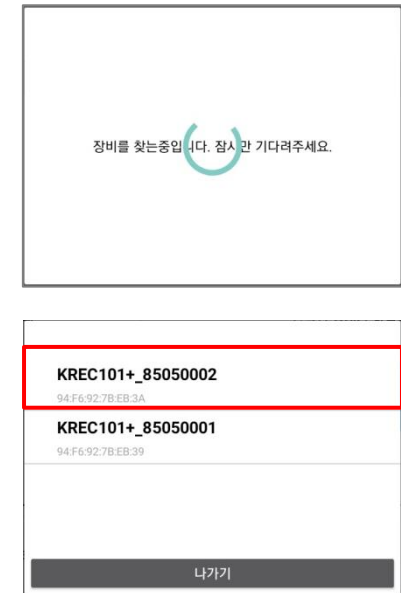 장비를 찾는중입니다. 잠시만 기다려주세요.
KREC101+_85050002
94:F6:92:7B:EB:3A
KREC101+_85050001
94:F6:92:7B:EB:39
나가기